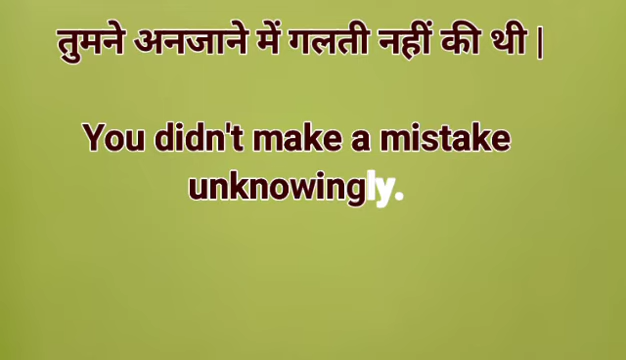 तुमने अनजाने में गलती नहीं की थी |
You didn't make a mistake
unknowingly.